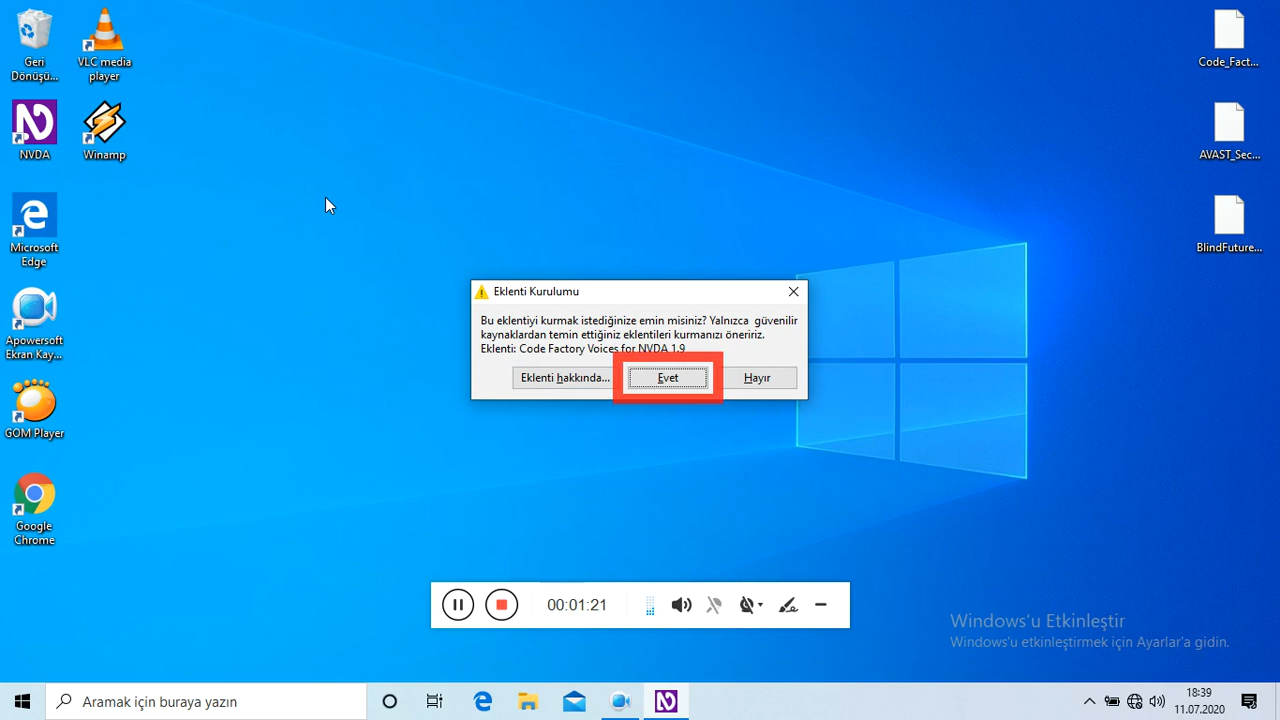 Geri
Dönüşü...
VLC media
player
NVDA
Winamp
Microsoft
Edge
Apowersoft
Ekran Kay...
GOM Player
Google
Chrome
Code_Fact...
AVAST_Sec...
BlindFuture...
Eklenti Kurulumu
Bu eklentiyi kurmak istediğinize emin misiniz? Yalnızca güvenilir
kaynaklardan temin ettiğiniz eklentileri kurmanızı öneririz.
Eklenti: Code Factory Voices for NVDA 1.9
Eklenti hakkında...
Evet
Hayır
00:01:21
Windows'u Etkinleştir
Windows'u etkinleştirmek için Ayarlar'a gidin.
Aramak için buraya yazın
18:39
11.07.2020